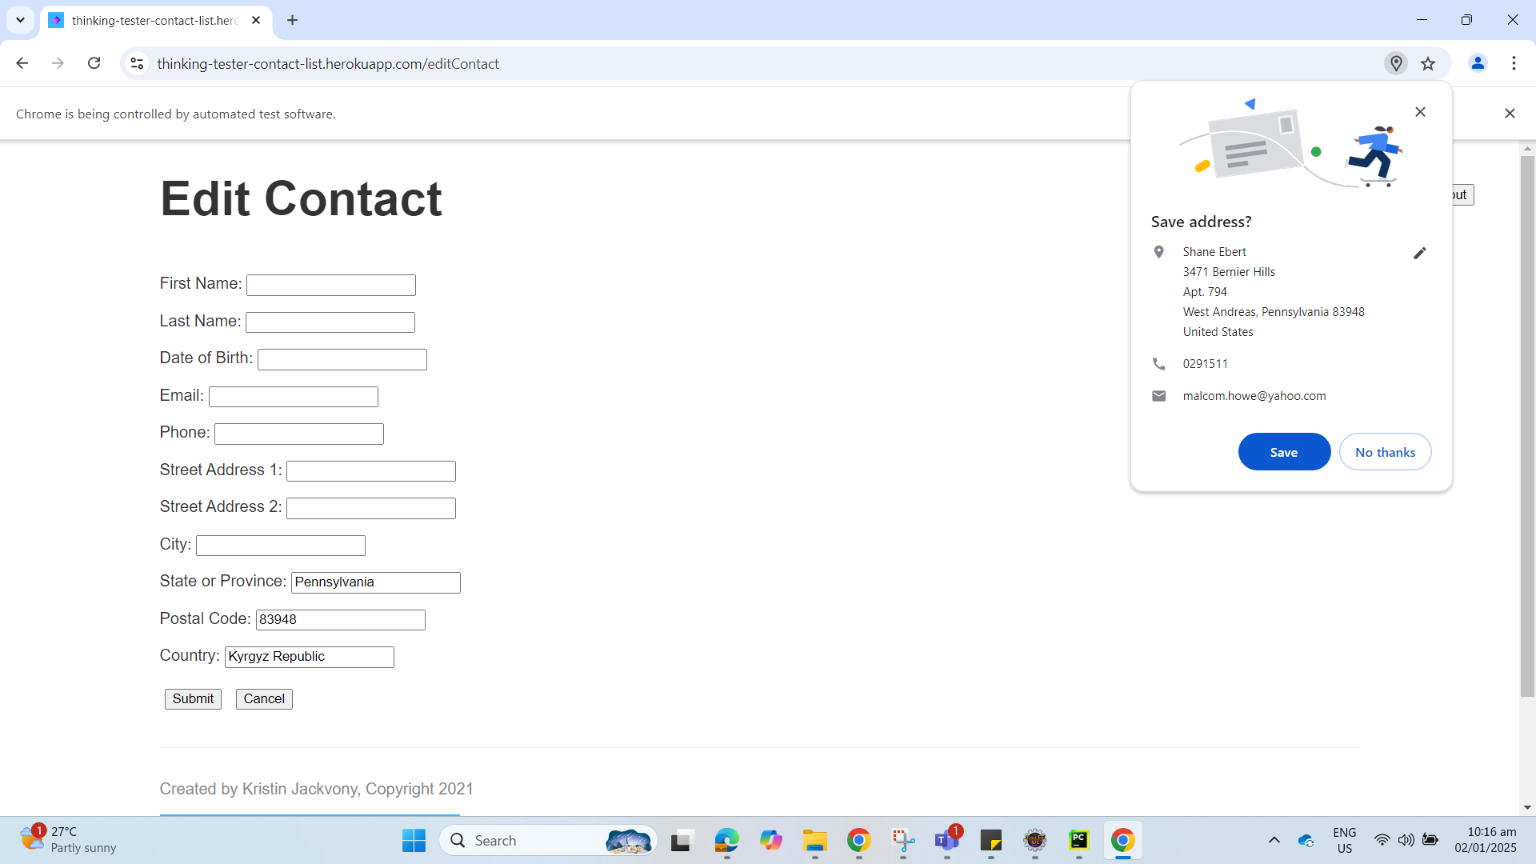 thinking-tester-contact-list.herc
thinking-tester-contact-list.herokuapp.com/editContact
Chrome is being controlled by automated test software.
Edit Contact
First Name:
Last Name:
Date of Birth:
Email:
Phone:
Street Address 1:
Street Address 2:
City:
State or Province: Pennsylvania
Postal Code: 83948
Country: Kyrgyz Republic
Submit Cancel
Created by Kristin Jackvony, Copyright 2021
Save address?
Shane Ebert
3471 Bernier Hills
Apt. 794
West Andreas, Pennsylvania 83948
United States
0291511
malcom.howe@yahoo.com
Save No thanks
out
1
27°C
Partly sunny
Search
1
PC
ENG
US
10:16 am
02/01/2025